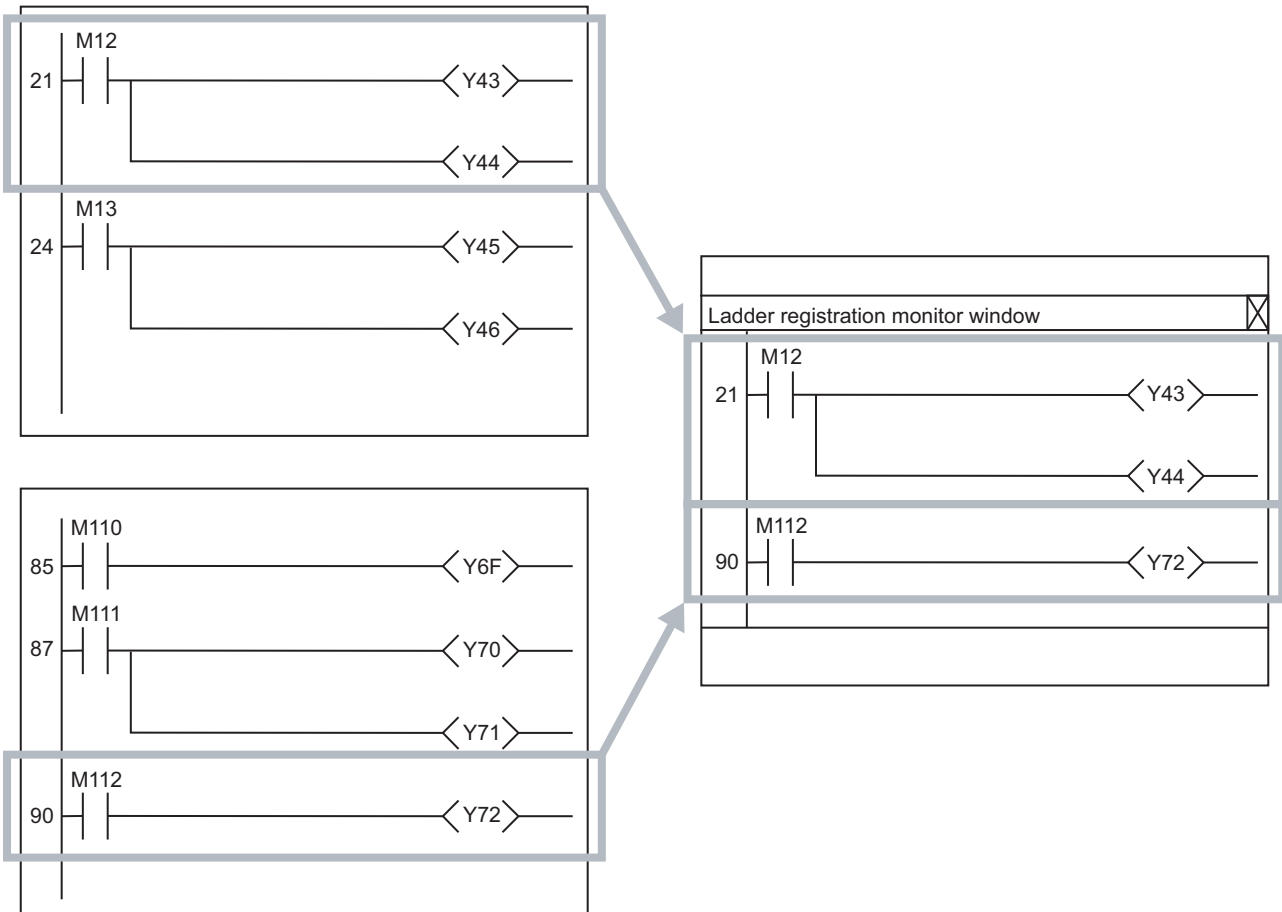 M12
21 Y43
Y44
M13
24 Y45
Y46
M110
85 Y6F
M111
87 Y70
Y71
M112
90 Y72
Ladder registration monitor window
M12
21 Y43
Y44
M112
90 Y72